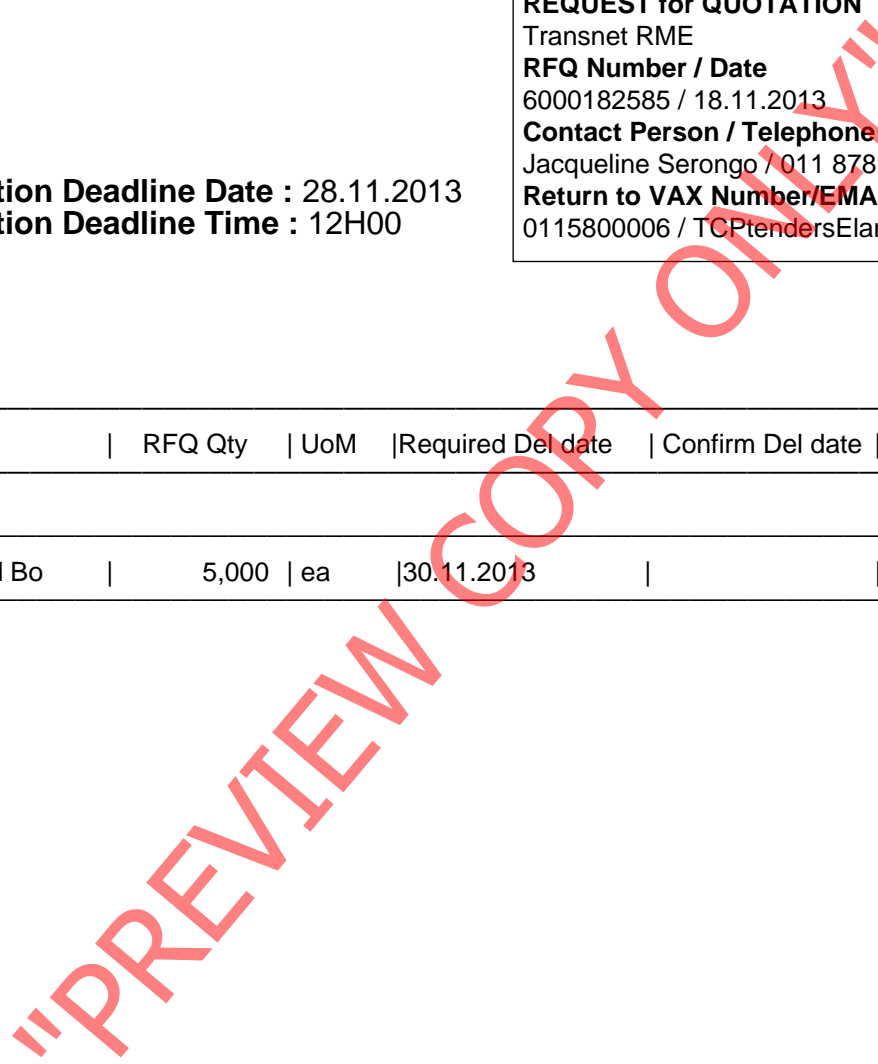 REQUEST for QUOTATION
Transnet RME
RFQ Number / Date
6000182585 / 18.11.2013
Contact Person / Telephone
Jacqueline Serongo / 011 878
Return to VAX Number/EMA
0115800006 / TCPtendersElan
tion Deadline Date : 28.11.2013
tion Deadline Time : 12H00
| RFQ Qty | UoM |Required Del date | Confirm Del date |
Bo | 5,000 | ea |30.11.2013 | |
"PREVIEW COPY ONLY"